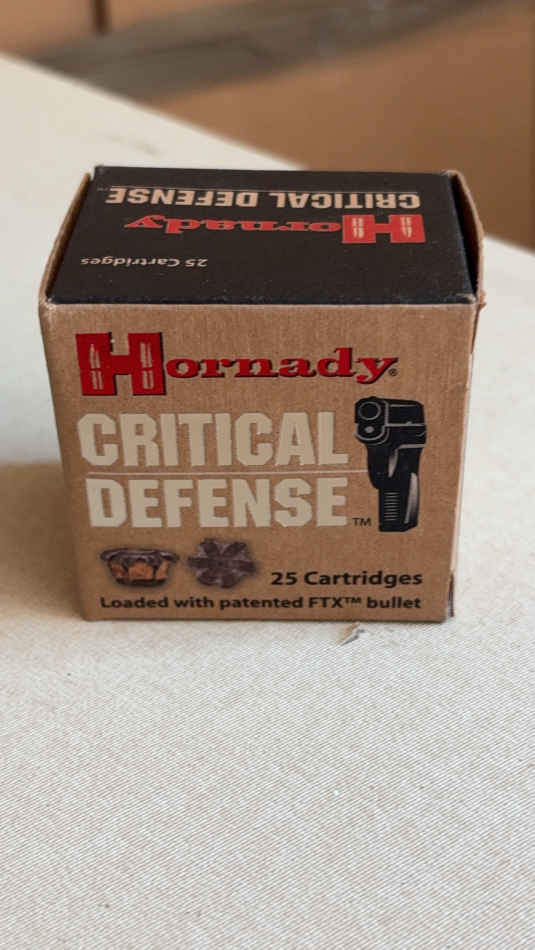 CRITICAL DEFENSE
Hornady
25 Cartridges
Hornady®
CRITICAL
DEFENSE™
25 Cartridges
Loaded with patented FTX™ bullet